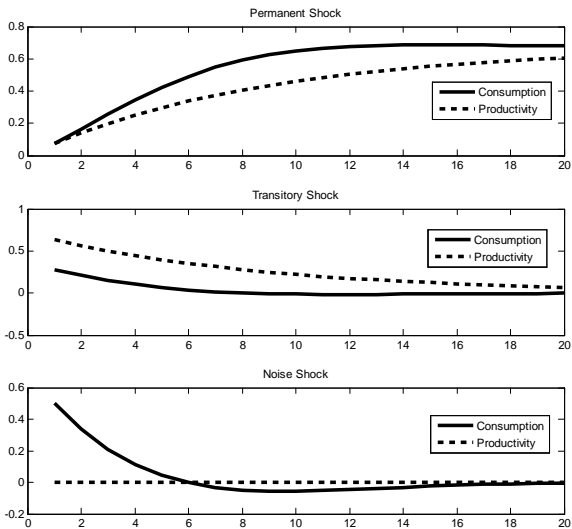 Permanent Shock
0.8
0.6
0.4
0.2
0
0 2 4 6 8 10 12 14 16 18 20
Consumption
Productivity
Transitory Shock
1
0.5
0
-0.5
0 2 4 6 8 10 12 14 16 18 20
Consumption
Productivity
Noise Shock
0.6
0.4
0.2
0
-0.2
0 2 4 6 8 10 12 14 16 18 20
Consumption
Productivity